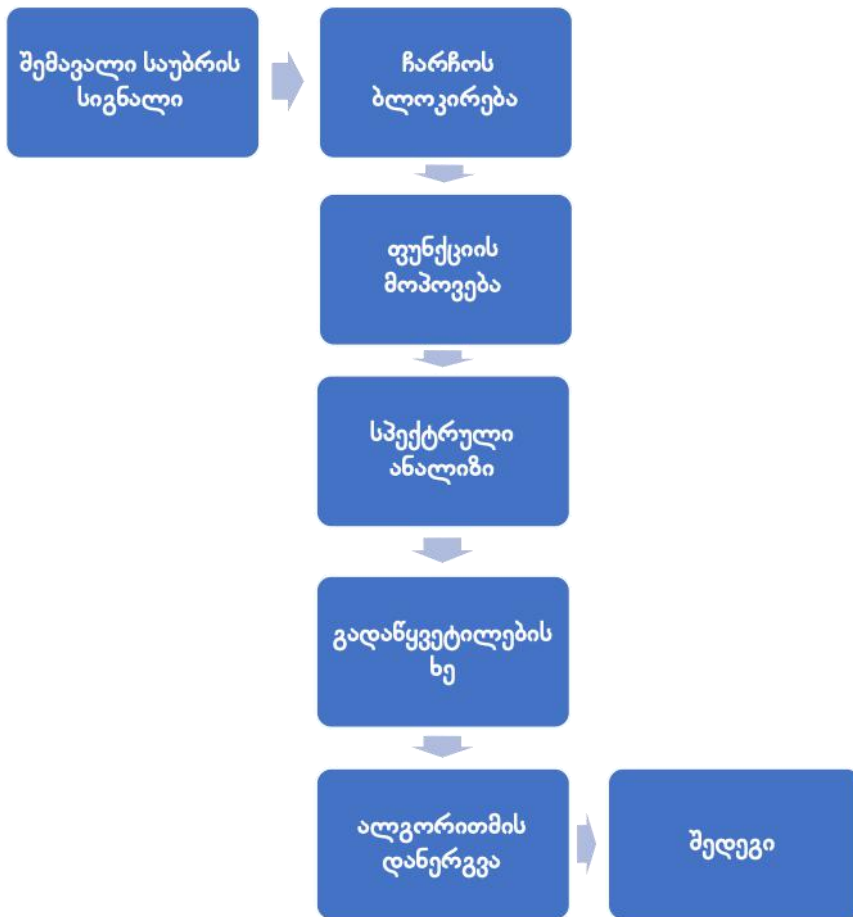 შემავალი საუბრის
სიგნალი
ჩარჩოს
ბლოკირება
ფუნქციის
მოპოვება
სპექტრული
ანალიზი
გადაწყვეტილების
ხე
ალგორითმის
დანერგვა
შედეგი